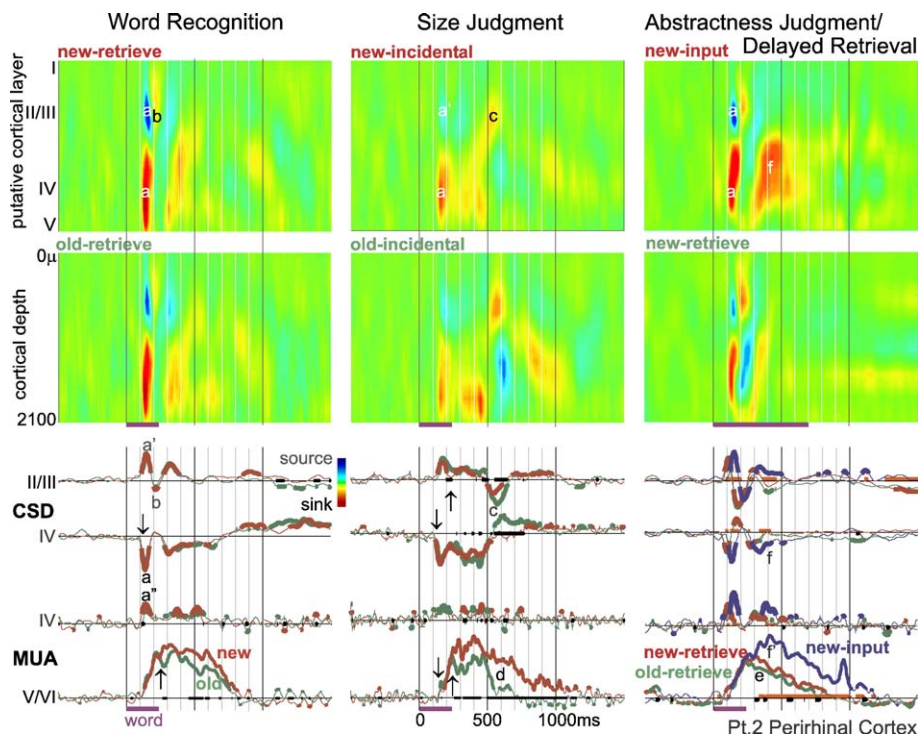 Word Recognition
Size Judgment
Abstractness Judgment/
Delayed Retrieval
new-retrieve
new-incidental
new-input
putative cortical layer
I
II/III
IV
V
a
b
a
a'
c
a
a
f
a
old-retrieve
old-incidental
new-retrieve
cortical depth
0µ
2100
CSD
II/III
a'
b
source
sink
c
IV
a
f
a"
IV
MUA
V/VI
new
old
d
new-retrieve
old-retrieve
new-input
f'
e
word
0
500
1000ms
Pt.2 Perirhinal Cortex